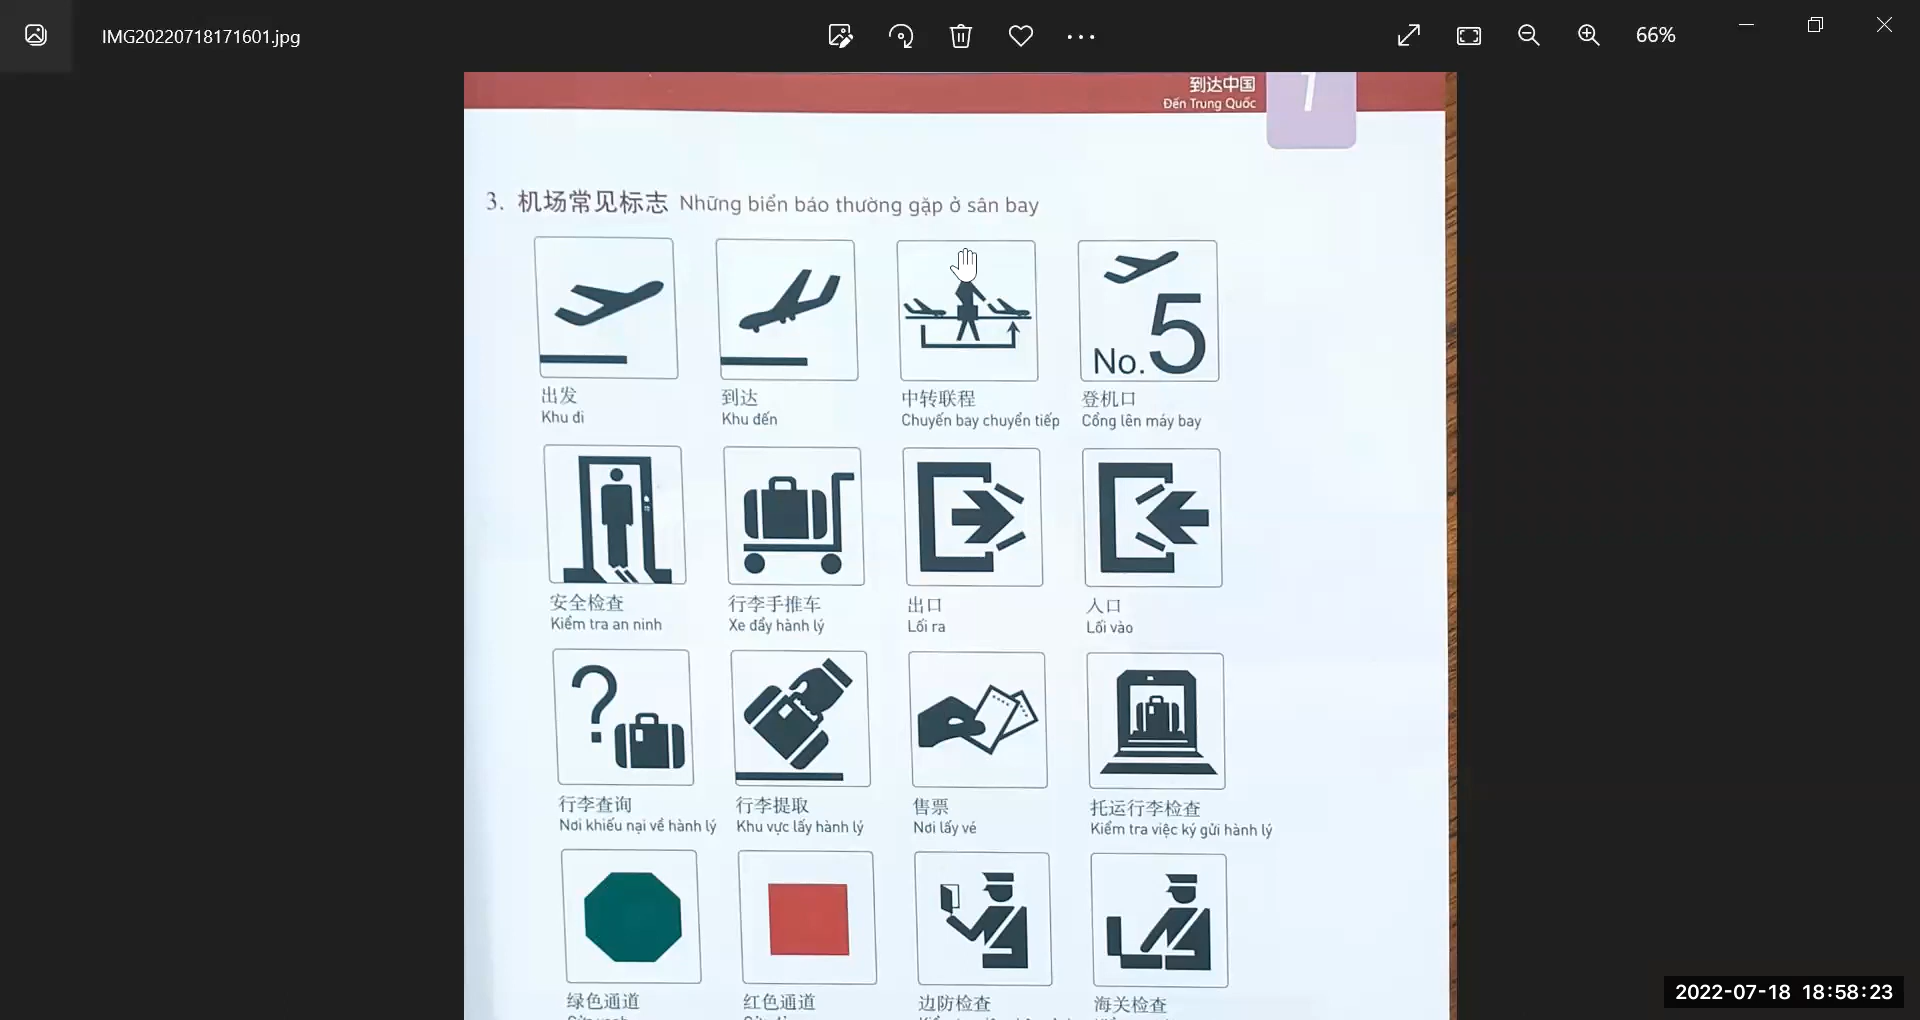 IMG20220718171601.jpg
66%
到达中国
Đến Trung Quốc
1
3. 机场常见标志 Những biển báo thường gặp ở sân bay
No. 5
出发
Khu đi
到达
Khu đến
中转联程
Chuyến bay chuyển tiếp
登机口
Cổng lên máy bay
安全检查
Kiểm tra an ninh
行李手推车
Xe đẩy hành lý
出口
Lối ra
入口
Lối vào
?
行李查询
Nơi khiếu nại về hành lý
行李提取
Khu vực lấy hành lý
售票
Nơi lấy vé
托运行李检查
Kiểm tra việc ký gửi hành lý
绿色通道
红色通道
边防检查
海关检查
2022-07-18 18:58:23